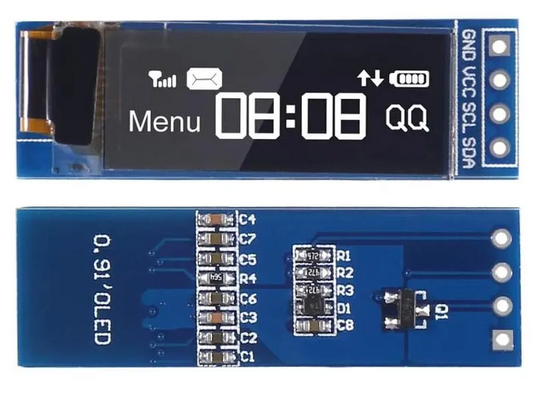 GND VCC SCL SDA
Menu 08:08 QQ
0.91'OLED
C4
C7
C5
R4
C6
C3
C2
C1
R1
R2
R3
D1
C8
Q1